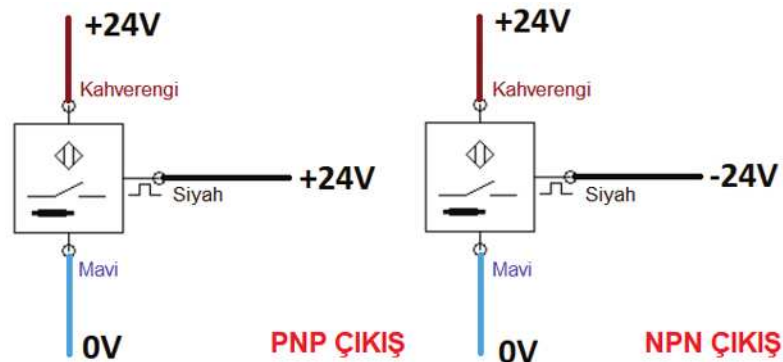 +24V
Kahverengi
+24V
Siyah
Mavi
0V
PNP ÇIKIŞ
+24V
Kahverengi
-24V
Siyah
Mavi
0V
NPN ÇIKIŞ